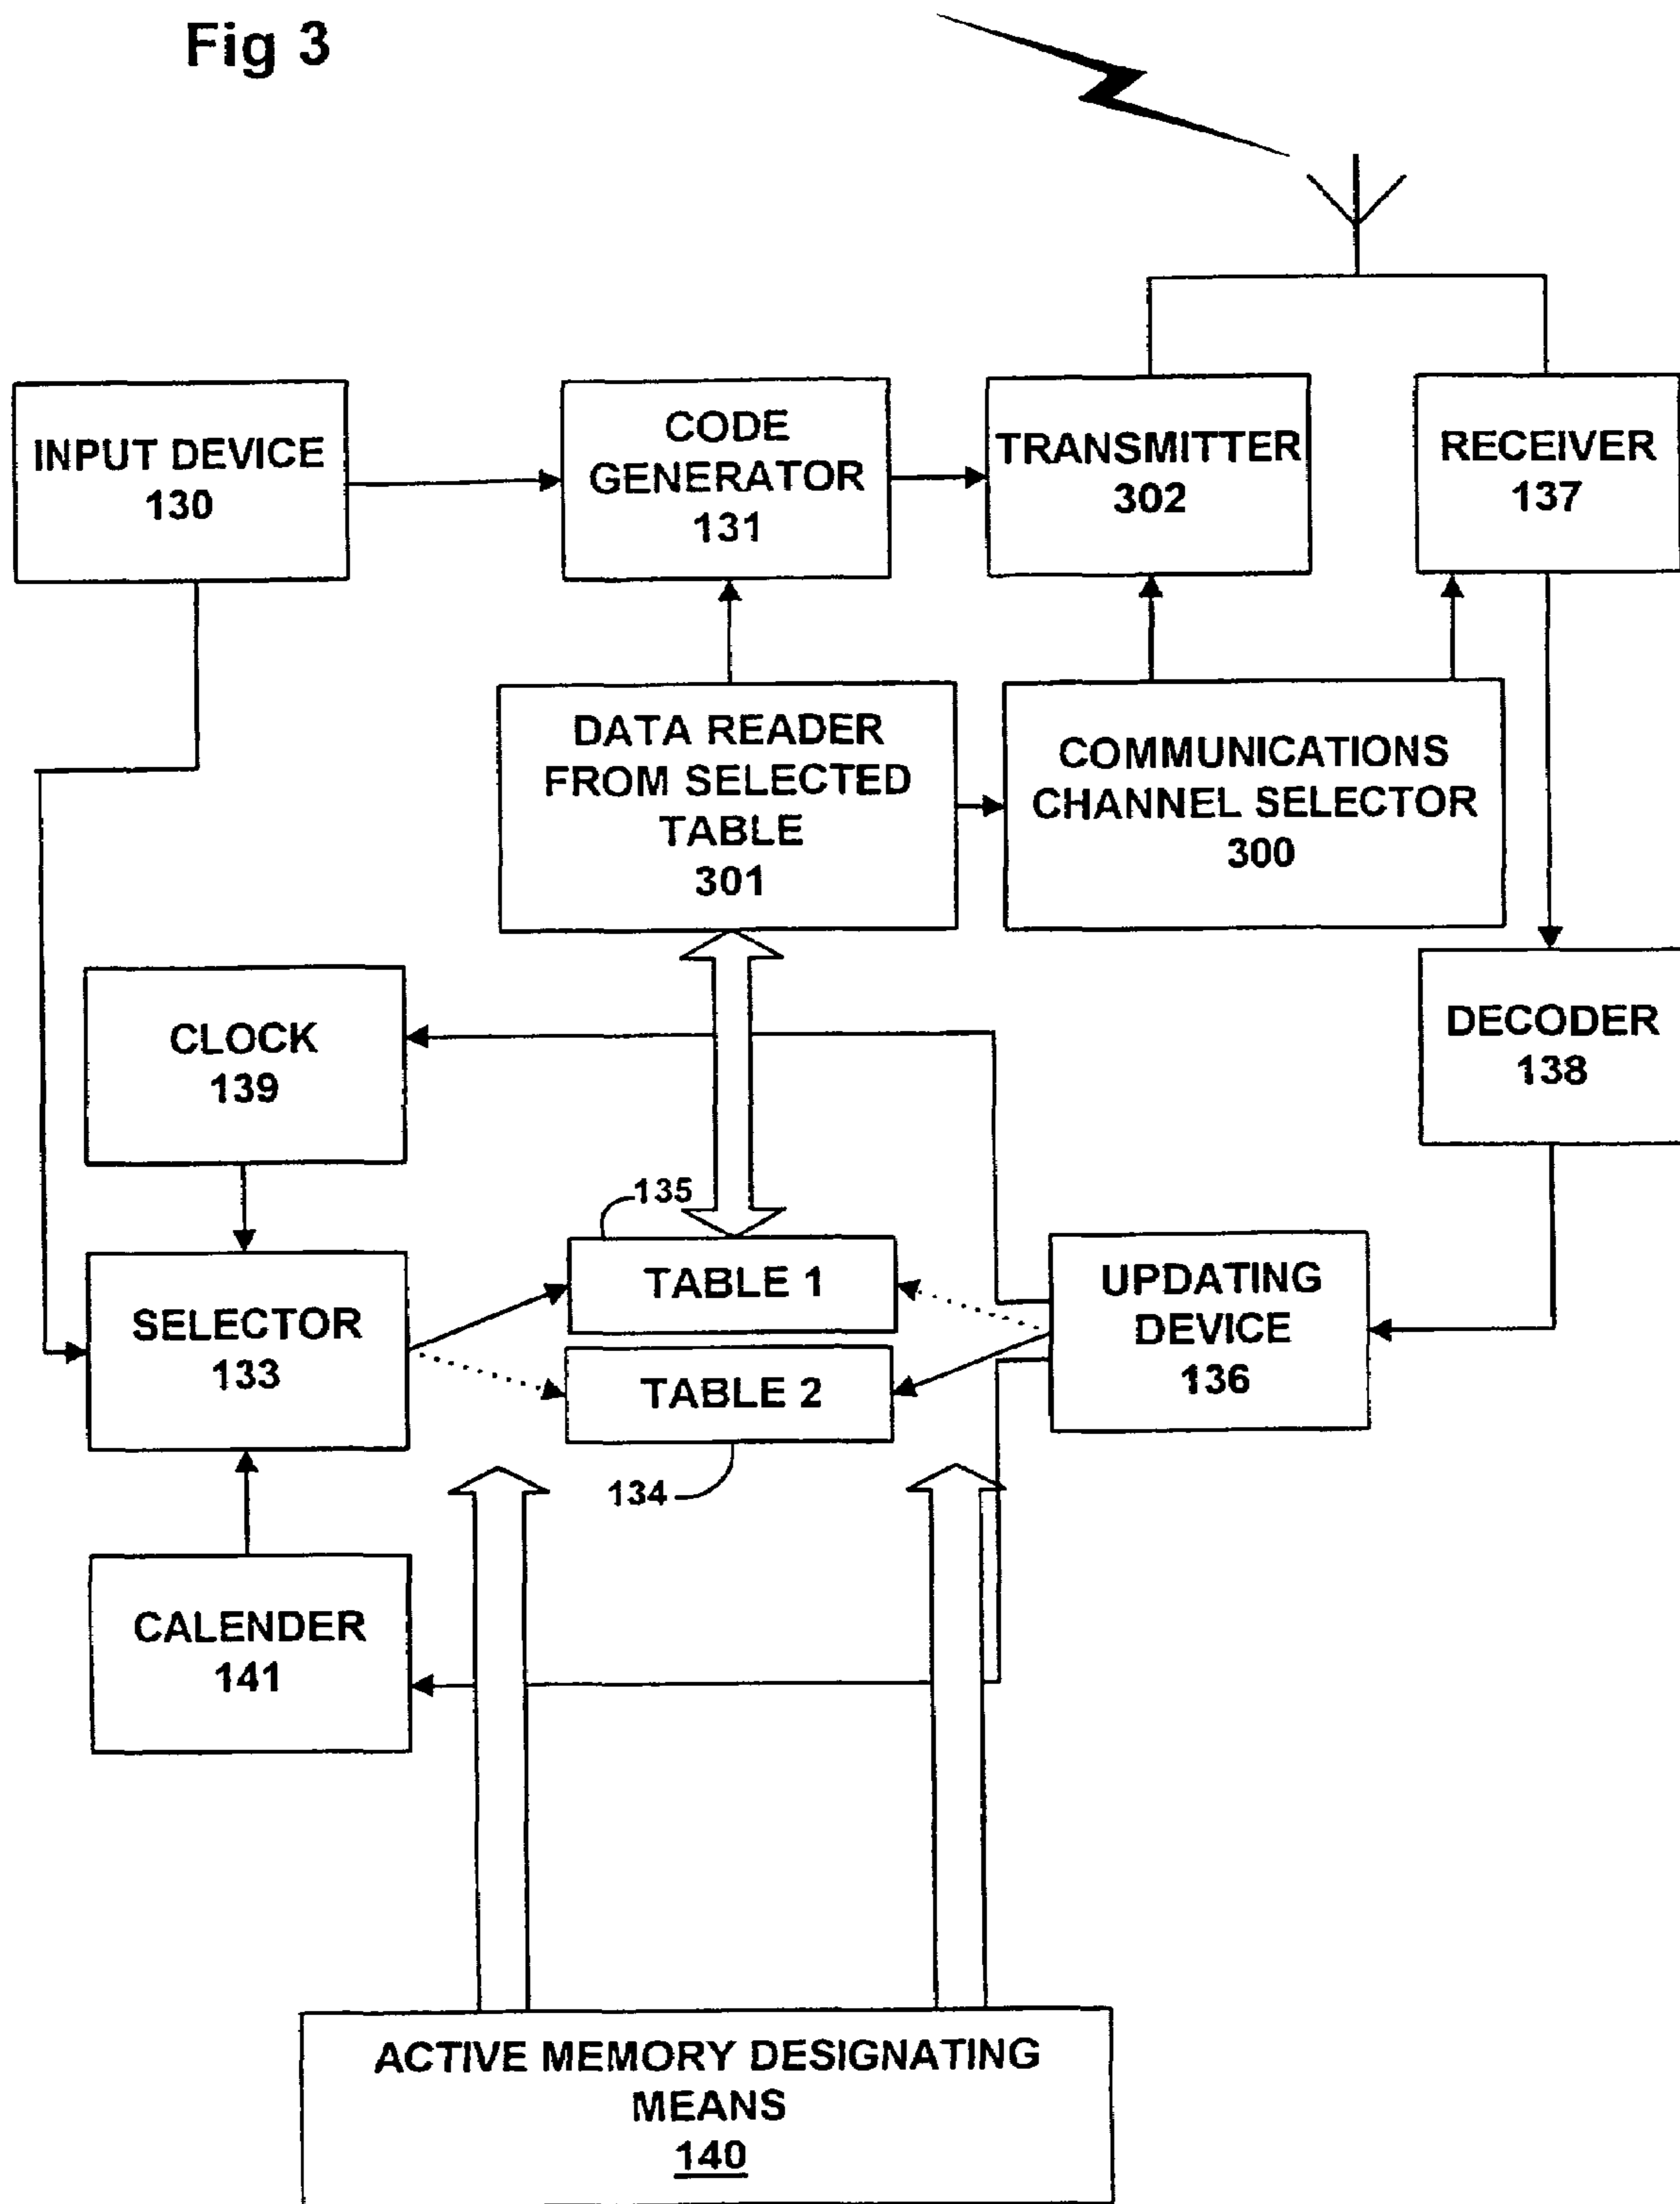 Fig 3
INPUT DEVICE
130
CODE
GENERATOR
131
TRANSMITTER
302
RECEIVER
137
DATA READER
FROM SELECTED
TABLE
301
COMMUNICATIONS
CHANNEL SELECTOR
300
CLOCK
139
DECODER
138
135
TABLE 1
SELECTOR
133
UPDATING
DEVICE
136
TABLE 2
134
CALENDER
141
ACTIVE MEMORY DESIGNATING
MEANS
140